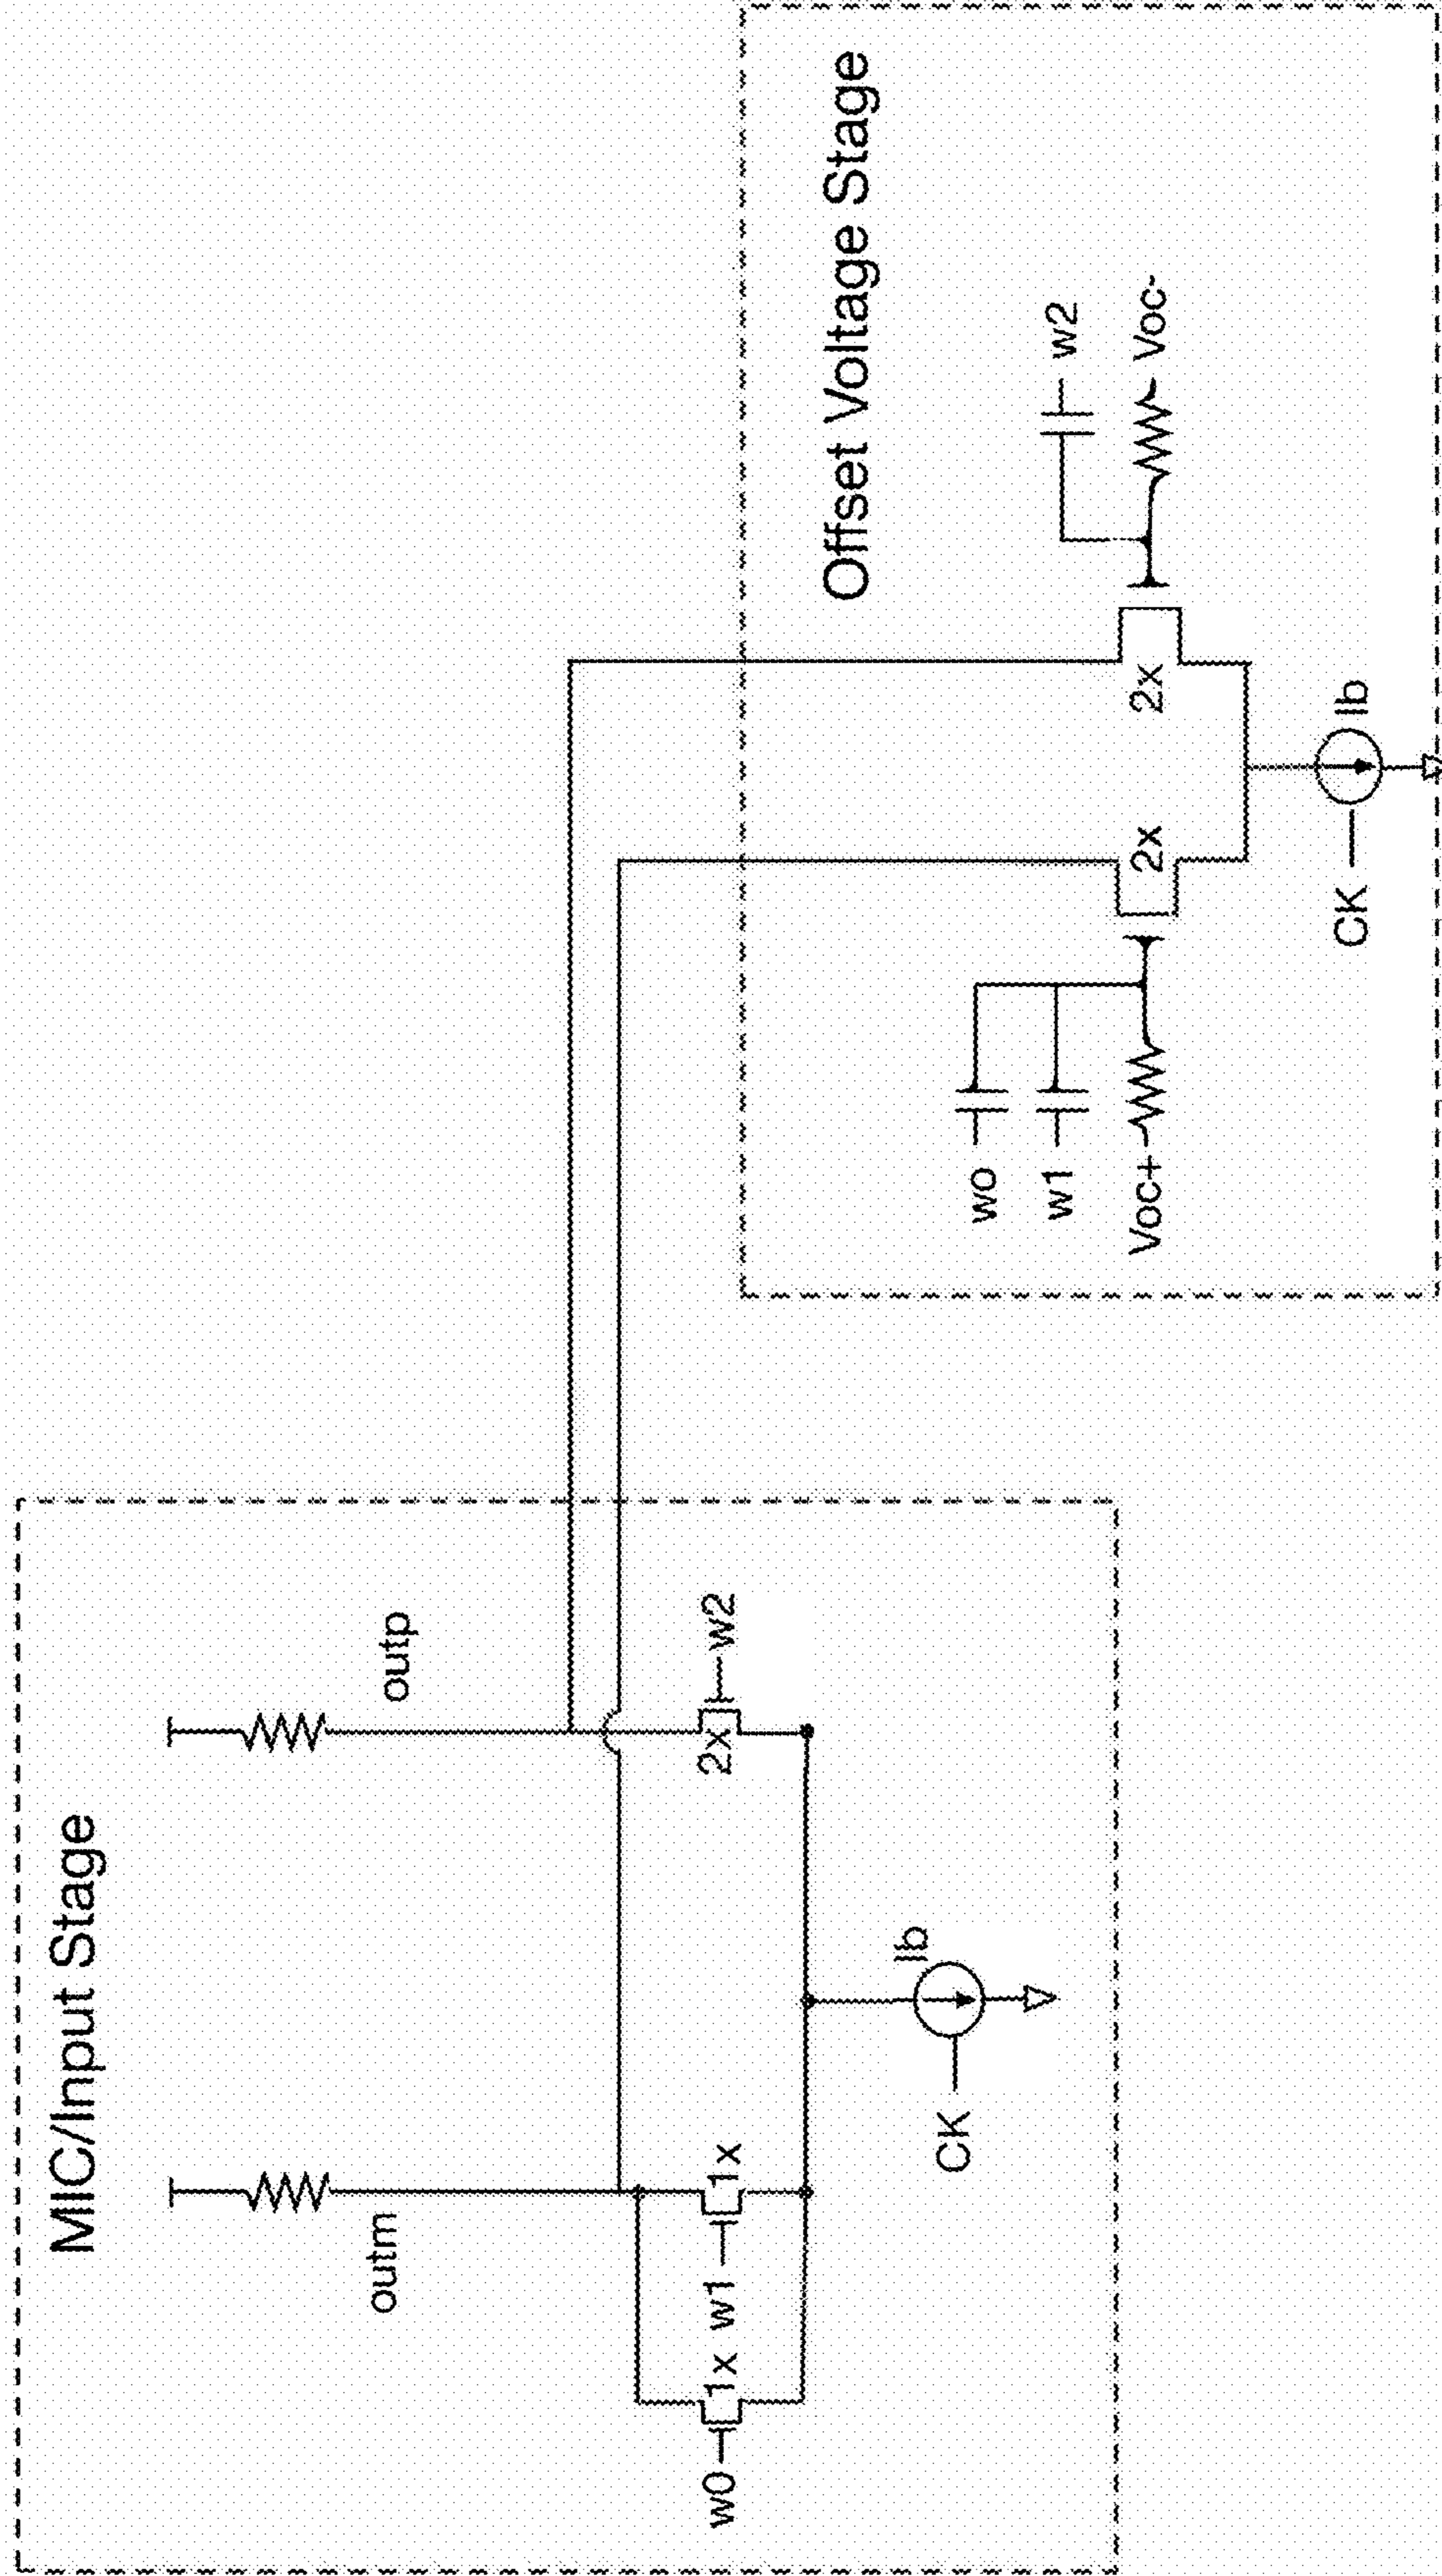 MIC/Input Stage
outm
outp
w0
1x
w1
1x
2x
w2
CK
Ib
Offset Voltage Stage
wo
w1
Voc+
2x
2x
w2
Voc-
CK
Ib